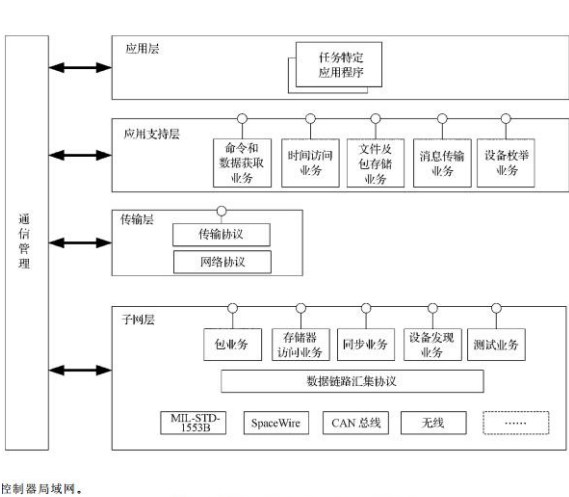 应用层
任务特定
应用程序
应用支持层
命令和
数据获取
业务
时间访问
业务
文件及
包存储
业务
消息传输
业务
设备枚举
业务
通信管理
传输层
传输协议
网络协议
子网层
包业务
存储器
访问业务
同步业务
设备发现
业务
测试业务
数据链路汇集协议
MIL-STD-
1553B
SpaceWire
CAN 总线
无线
……
控制器局域网。